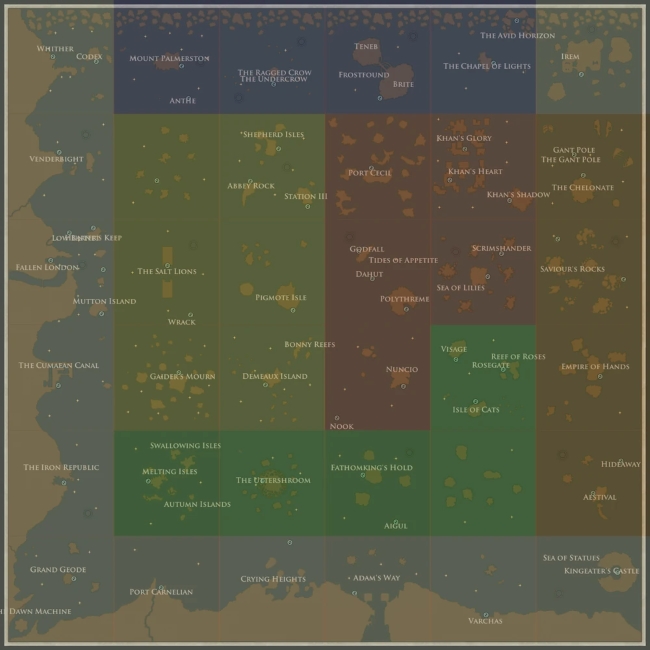 The Avid Horizon
Whither
Codex
Teneb
Mount Palmerston
Irem
The Chapel of Lights
The Ragged Crow
The Undercrow
Frostfound
Brite
Anthe
Shepherd Isles
Khan's Glory
Gant Pole
The Gant Pole
Venderbight
Port Cecil
Khan's Heart
Abbey Rock
The Chelonate
Station III
Khan's Shadow
Hunter's Keep
Godfall
Scrimshander
Tides of Appetite
Fallen London
The Salt Lions
Dahut
Saviour's Rocks
Sea of Lilies
Mutton Island
Pigmote Isle
Polythreme
Wrack
Bonny Reefs
Visage
Reef of Roses
The Cumaean Canal
Rosegate
Empire of Hands
Nuncio
Gaider's Mourn
Demeaux Island
Isle of Cats
Nook
Swallowing Isles
The Iron Republic
Melting Isles
Fathomking's Hold
Hideaway
The Uttershroom
Aestival
Autumn Islands
Aigul
Sea of Statues
Grand Geode
Crying Heights
Adam's Way
Kingeater's Castle
Port Carnelian
Dawn Machine
Varchas